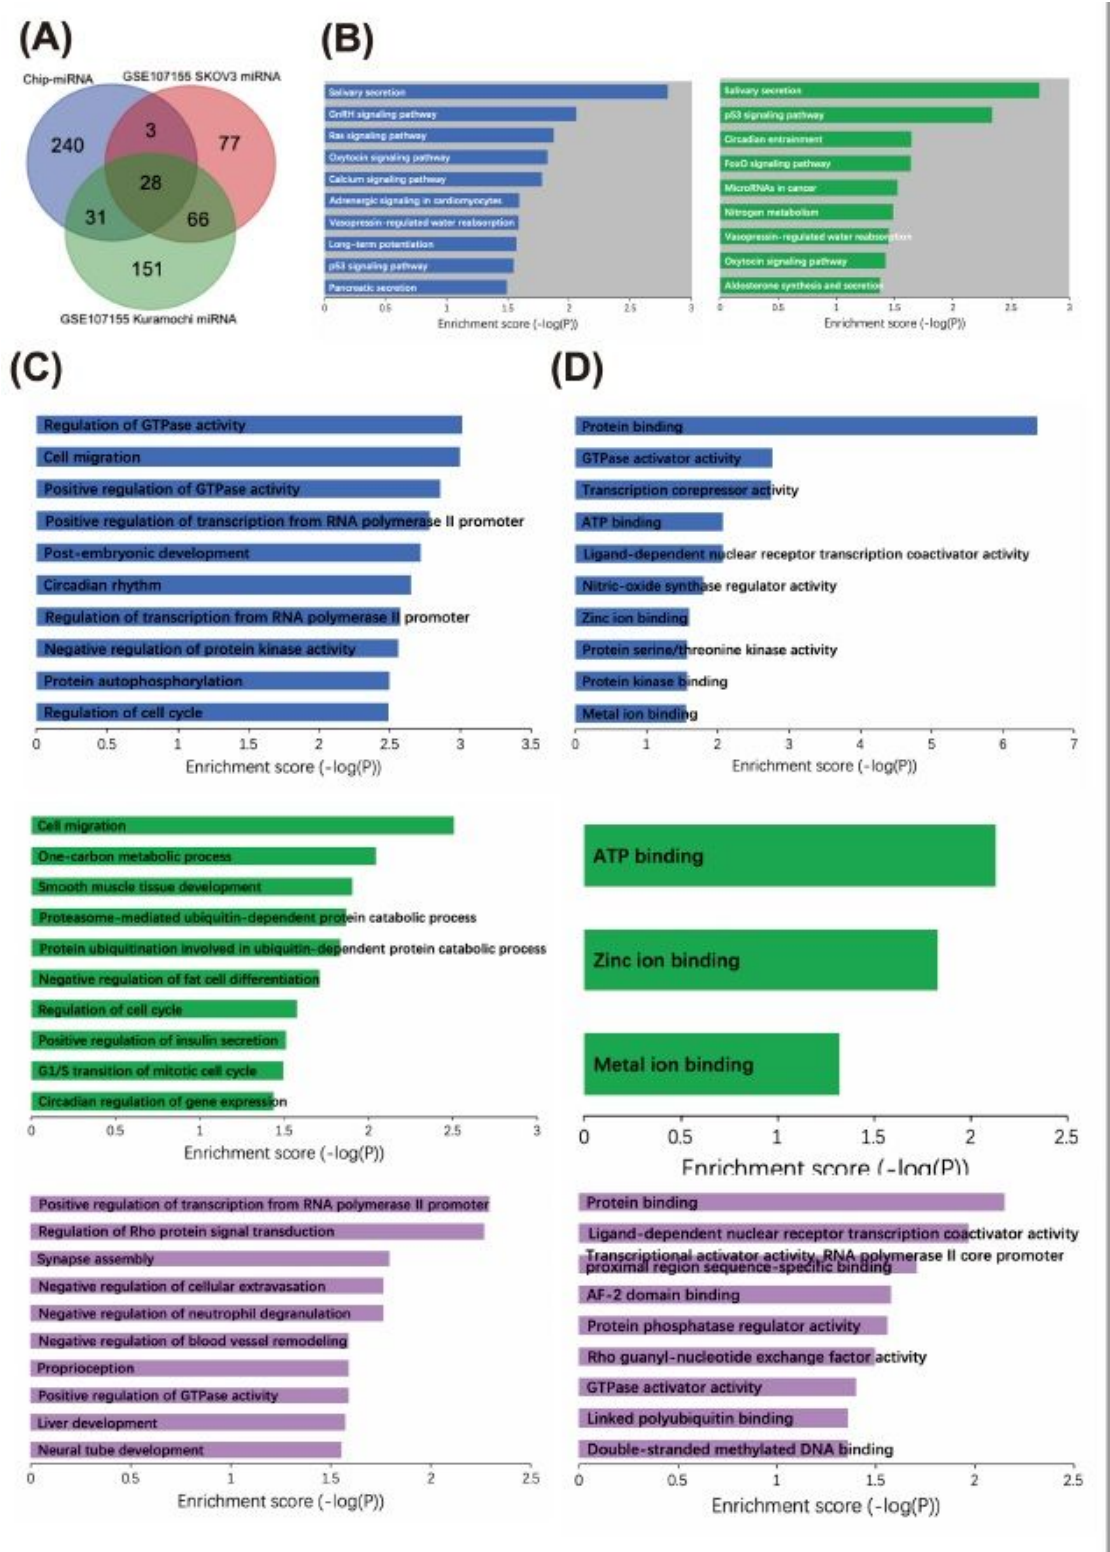 (A)
Chip-miRNA
GSE107155 SKOV3 miRNA
240
3
77
28
31
66
151
GSE107155 Kuramochi miRNA
(B)
Salivary secretion
GnRH signaling pathway
Ras signaling pathway
Oxytocin signaling pathway
Calcium signaling pathway
Adrenergic signaling in cardiomyocytes
Vasopressin-regulated water reabsorption
Long-term potentiation
p53 signaling pathway
Pancreatic secretion
0 0.5 1 1.5 2 2.5 3
Enrichment score (-log(P))
Salivary secretion
p53 signaling pathway
Circadian entrainment
FoxO signaling pathway
MicroRNAs in cancer
Nitrogen metabolism
Vasopressin-regulated water reabsorption
Oxytocin signaling pathway
Aldosterone synthesis and secretion
0 0.5 1 1.5 2 2.5 3
Enrichment score (-log(P))
(C)
Regulation of GTPase activity
Cell migration
Positive regulation of GTPase activity
Positive regulation of transcription from RNA polymerase II promoter
Post-embryonic development
Circadian rhythm
Regulation of transcription from RNA polymerase II promoter
Negative regulation of protein kinase activity
Protein autophosphorylation
Regulation of cell cycle
0 0.5 1 1.5 2 2.5 3 3.5
Enrichment score (-log(P))
(D)
Protein binding
GTPase activator activity
Transcription corepressor activity
ATP binding
Ligand-dependent nuclear receptor transcription coactivator activity
Nitric-oxide synthase regulator activity
Zinc ion binding
Protein serine/threonine kinase activity
Protein kinase binding
Metal ion binding
0 1 2 3 4 5 6 7
Enrichment score (-log(P))
Cell migration
One-carbon metabolic process
Smooth muscle tissue development
Proteasome-mediated ubiquitin-dependent protein catabolic process
Protein ubiquitination involved in ubiquitin-dependent protein catabolic process
Negative regulation of fat cell differentiation
Regulation of cell cycle
Positive regulation of insulin secretion
G1/S transition of mitotic cell cycle
Circadian regulation of gene expression
0 0.5 1 1.5 2 2.5 3
Enrichment score (-log(P))
ATP binding
Zinc ion binding
Metal ion binding
0 0.5 1 1.5 2 2.5
Enrichment score (-log(P))
Positive regulation of transcription from RNA polymerase II promoter
Regulation of Rho protein signal transduction
Synapse assembly
Negative regulation of cellular extravasation
Negative regulation of neutrophil degranulation
Negative regulation of blood vessel remodeling
Proprioception
Positive regulation of GTPase activity
Liver development
Neural tube development
0 0.5 1 1.5 2 2.5
Enrichment score (-log(P))
Protein binding
Ligand-dependent nuclear receptor transcription coactivator activity
Transcriptional activator activity, RNA polymerase II core promoter
proximal region sequence-specific binding
AF-2 domain binding
Protein phosphatase regulator activity
Rho guanyl-nucleotide exchange factor activity
GTPase activator activity
Linked polyubiquitin binding
Double-stranded methylated DNA binding
0 0.5 1 1.5 2 2.5
Enrichment score (-log(P))